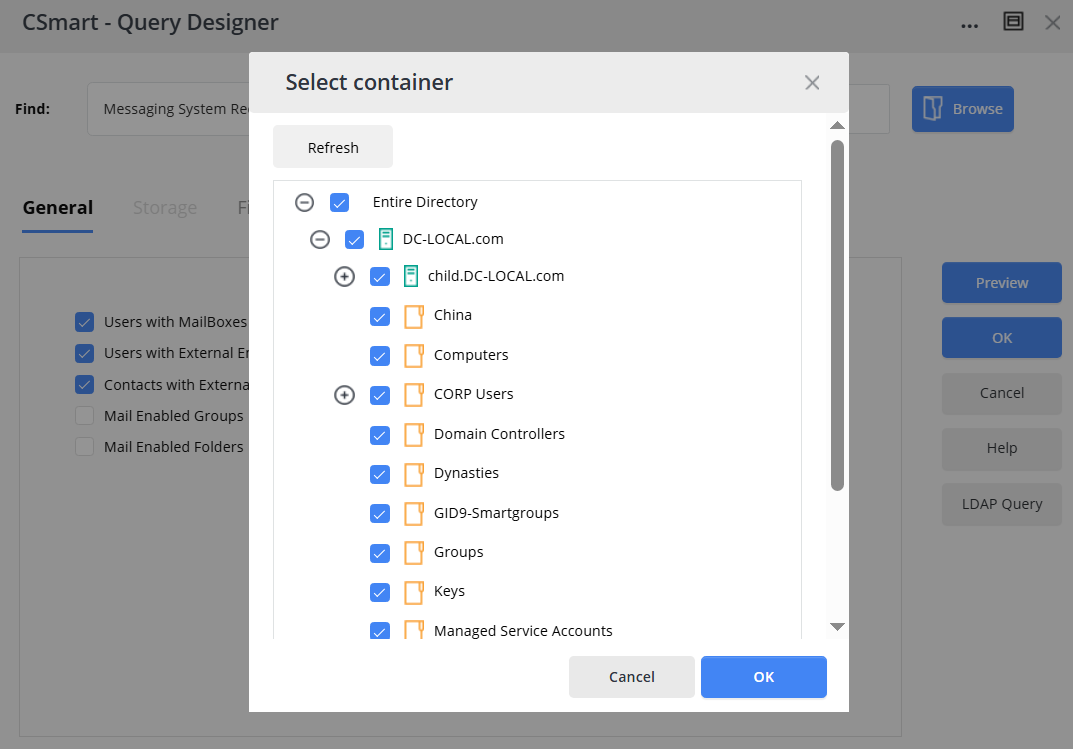 CSmart - Query Designer
Select container
Find:
Messaging System Re
Browse
Refresh
General
Storage
Entire Directory
DC-LOCAL.com
child.DC-LOCAL.com
China
Computers
CORP Users
Domain Controllers
Dynasties
GID9-Smartgroups
Groups
Keys
Managed Service Accounts
Users with MailBoxes
Users with External
Contacts with Externa
Mail Enabled Groups
Mail Enabled Folders
Preview
OK
Cancel
Help
LDAP Query
Cancel
OK